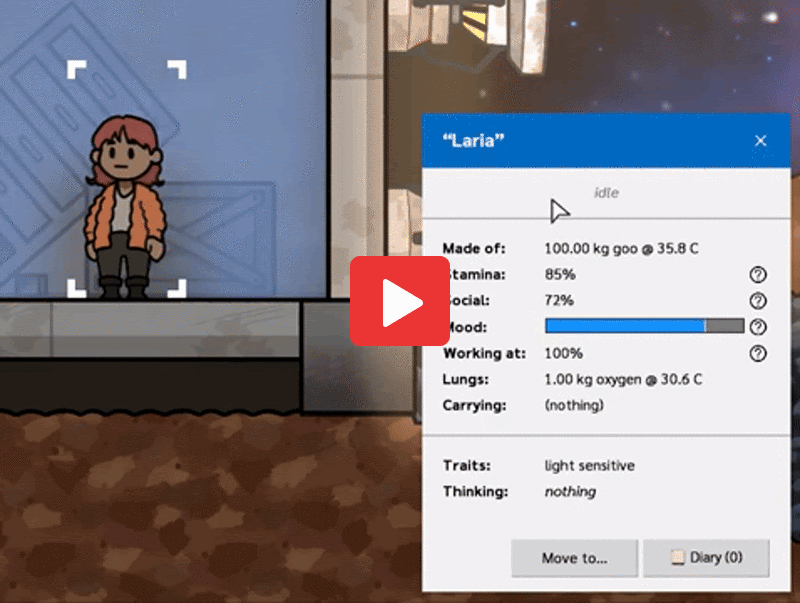 “Laria”
idle
Made of: 100.00 kg goo @ 35.8 C
Stamina: 85%
Social: 72%
Mood:
Working at: 100%
Lungs: 1.00 kg oxygen @ 30.6 C
Carrying: (nothing)
Traits: light sensitive
Thinking: nothing
Move to...
Diary (0)